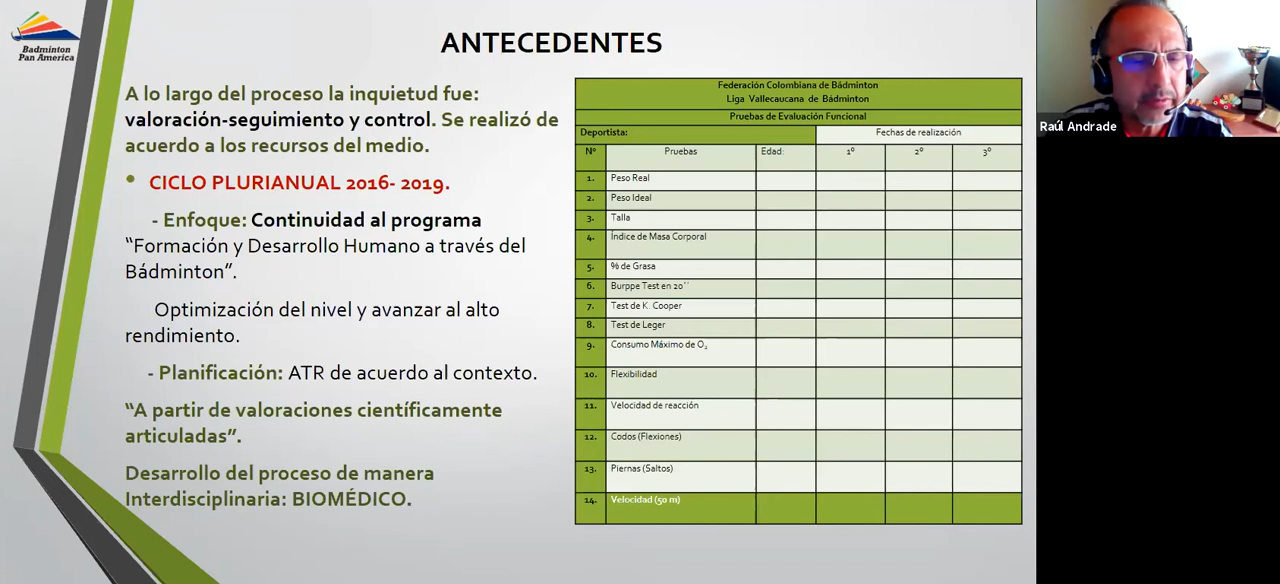 Badminton
Pan America
ANTECEDENTES
A lo largo del proceso la inquietud fue:
valoración-seguimiento y control. Se realizó de
acuerdo a los recursos del medio.
• CICLO PLURIANUAL 2016- 2019.
- Enfoque: Continuidad al programa
“Formación y Desarrollo Humano a través del
Bádminton”.
Optimización del nivel y avanzar al alto
rendimiento.
- Planificación: ATR de acuerdo al contexto.
“A partir de valoraciones científicamente
articuladas”.
Desarrollo del proceso de manera
Interdisciplinaria: BIOMÉDICO.
Federación Colombiana de Bádminton
Liga Vallecaucana de Bádminton
Pruebas de Evaluación Funcional
Deportista: Fechas de realización
Nº Pruebas Edad: 1º 2º 3º
1. Peso Real
2. Peso Ideal
3. Talla
4. Índice de Masa Corporal
5. % de Grasa
6. Burppe Test en 20´´
7. Test de K. Cooper
8. Test de Leger
9. Consumo Máximo de O₂
10. Flexibilidad
11. Velocidad de reacción
12. Codos (Flexiones)
13. Piernas (Saltos)
14. Velocidad (50 m)
Raúl Andrade